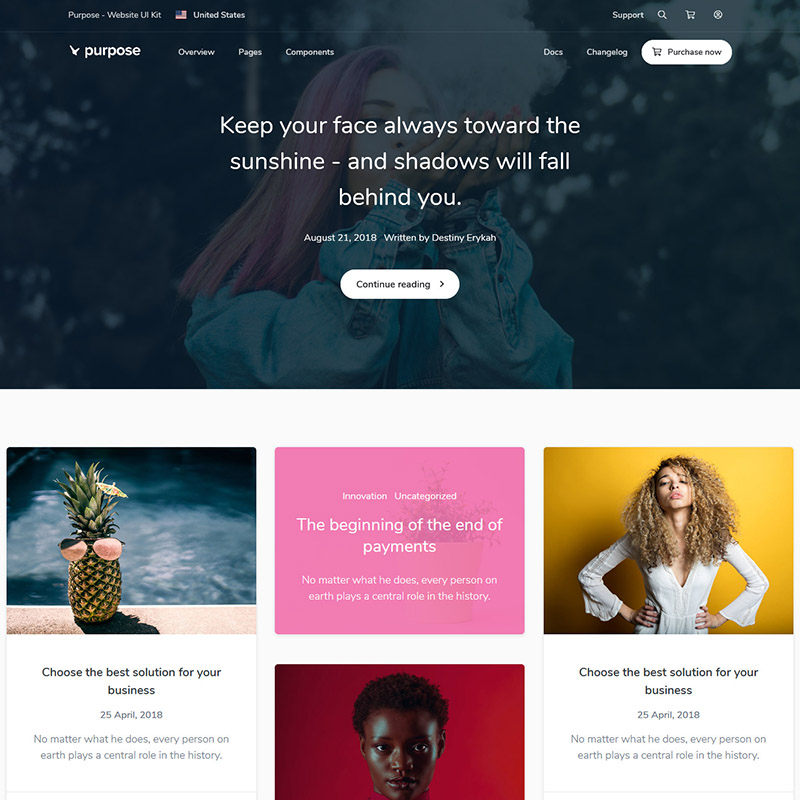 Purpose - Website UI Kit United States Support
purpose Overview Pages Components Docs Changelog Purchase now
Keep your face always toward the
sunshine - and shadows will fall
behind you.
August 21, 2018 Written by Destiny Erykah
Continue reading
Innovation Uncategorized
The beginning of the end of
payments
No matter what he does, every person on
earth plays a central role in the history.
Choose the best solution for your
business
25 April, 2018
No matter what he does, every person on
earth plays a central role in the history.
Choose the best solution for your
business
25 April, 2018
No matter what he does, every person on
earth plays a central role in the history.